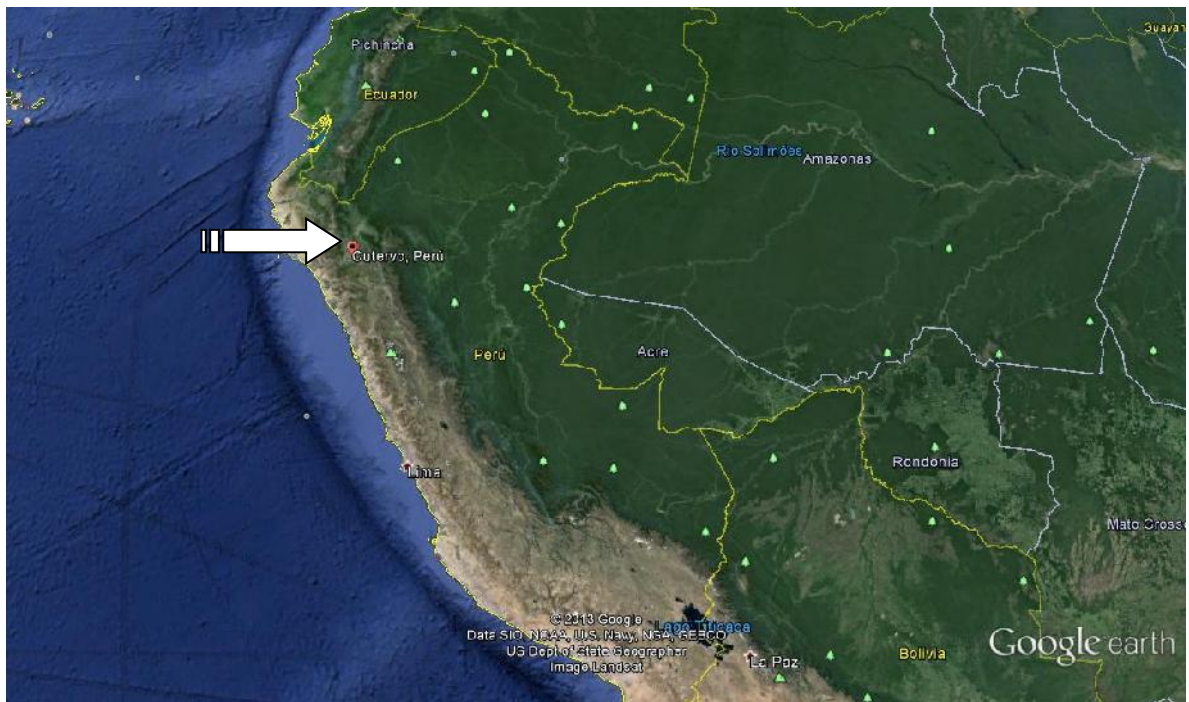 Guayan
Pichincha
Ecuador
Rio Solimões
Amazonas
Cutervo, Perú
Perú
Acre
Lima
Rondonia
Mato Grosso
© 2013 Google
Data SIO, NOAA, U.S. Navy, NGA, GEBCO
US Dept of State Geographer
Image Landsat
Lago Titicaca
La Paz
Bolivia
Google earth